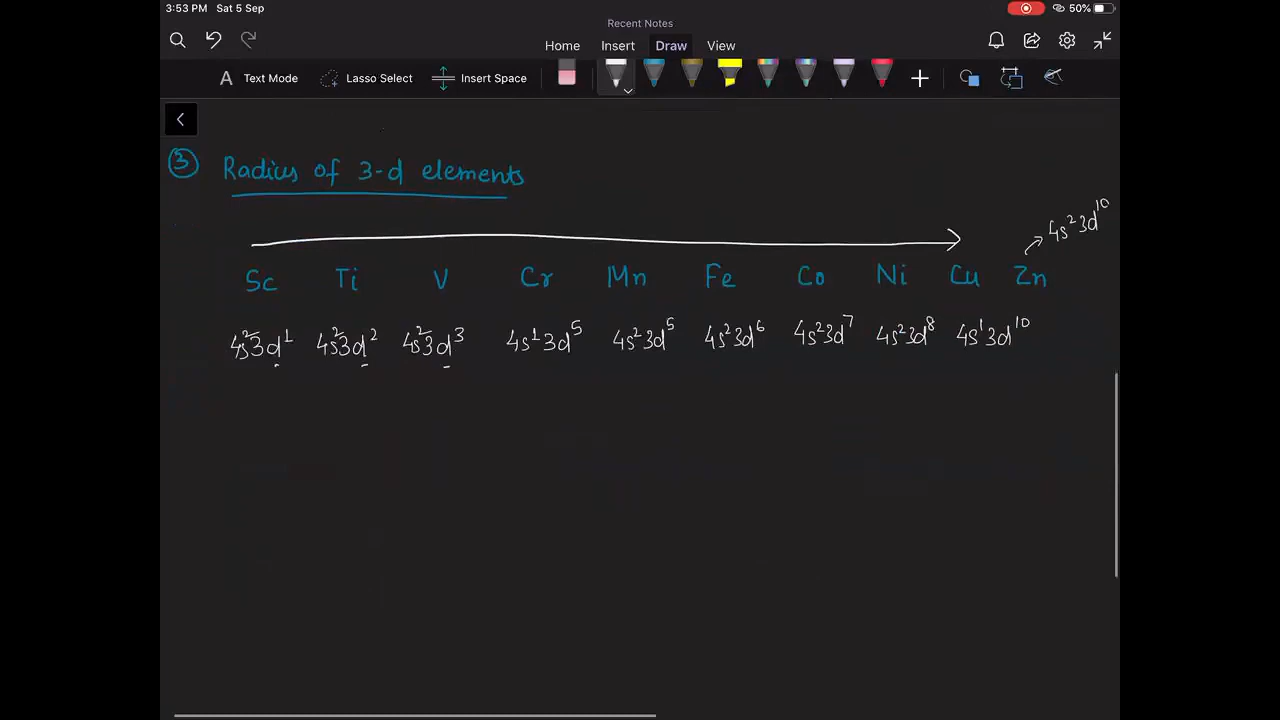 3:53 PM Sat 5 Sep
50%
Recent Notes
Home Insert Draw View
A Text Mode Lasso Select Insert Space
③ Radius of 3-d elements
4s²3d¹⁰
Sc Ti V Cr Mn Fe Co Ni Cu Zn
4s²3d¹ 4s²3d² 4s²3d³ 4s¹3d⁵ 4s²3d⁵ 4s²3d⁶ 4s²3d⁷ 4s²3d⁸ 4s¹3d¹⁰